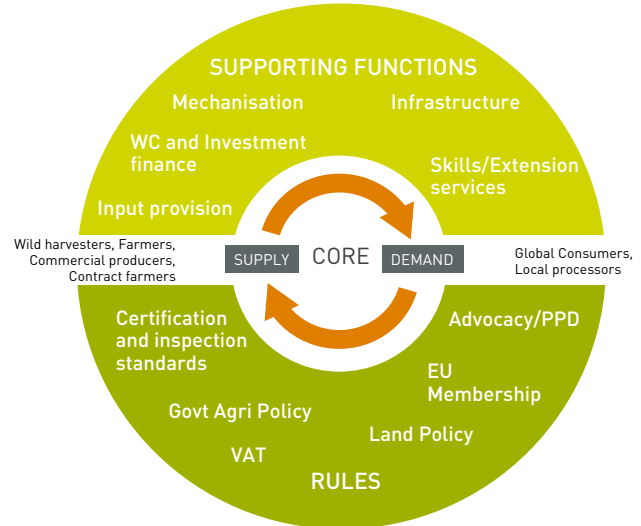 SUPPORTING FUNCTIONS
Mechanisation
Infrastructure
WC and Investment
finance
Skills/Extension
services
Input provision
Wild harvesters, Farmers,
Commercial producers,
Contract farmers
SUPPLY
CORE
DEMAND
Global Consumers,
Local processors
Certification
and inspection
standards
Advocacy/PPD
EU
Membership
Govt Agri Policy
Land Policy
VAT
RULES